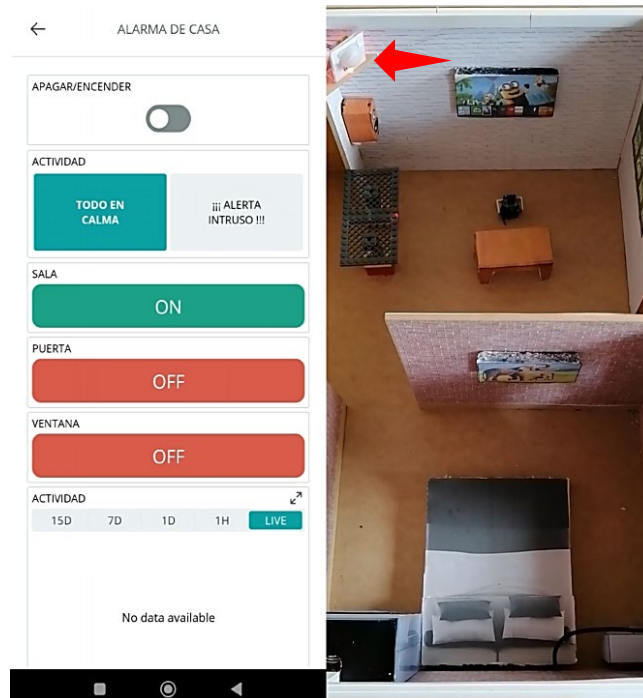 ALARMA DE CASA
APAGAR/ENCENDER
ACTIVIDAD
TODO EN
CALMA
¡¡¡ ALERTA
INTRUSO !!!
SALA
ON
PUERTA
OFF
VENTANA
OFF
ACTIVIDAD
15D 7D 1D 1H LIVE
No data available